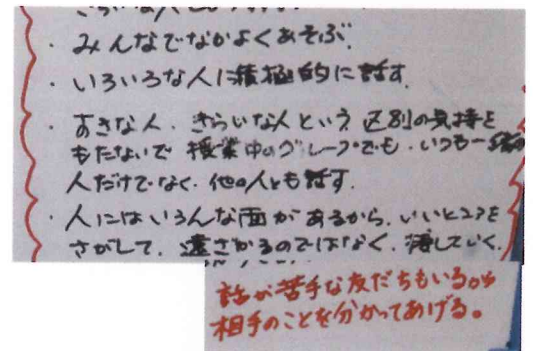 ・みんなでなかよくあそぶ。
・いろいろな人に積極的に話す。
・すきな人、きらいな人という区別の気持を
もたないで 授業中のグループでも、いつも一緒の
人だけでなく、他の人とも話す。
・人にはいろんな面があるから、いいところを
さがして、遠ざかるのではなく、接していく。
話が苦手な友だちもいるから
相手のことを分かってあげる。